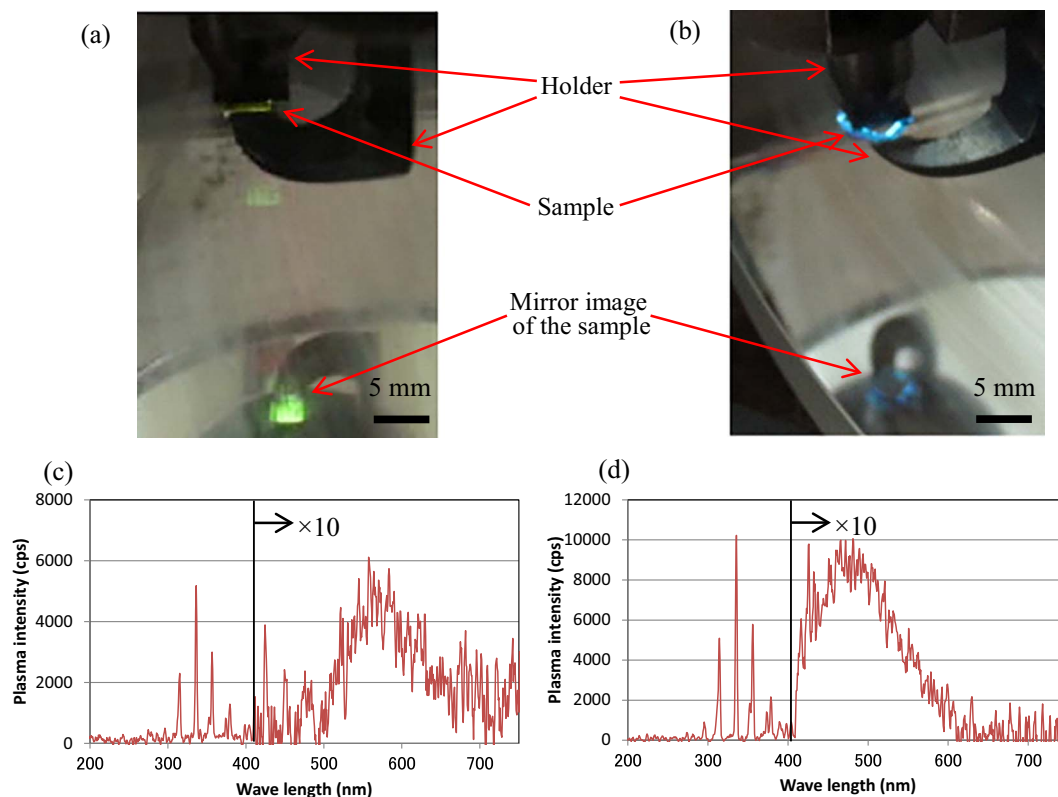 (a)
(b)
Holder
Sample
Mirror image
of the sample
5 mm
5 mm
(c)
(d)
8000
6000
4000
2000
0
Plasma intensity (cps)
×10
200 300 400 500 600 700
Wave length (nm)
12000
10000
8000
6000
4000
2000
0
Plasma intensity (cps)
×10
200 300 400 500 600 700
Wave length (nm)